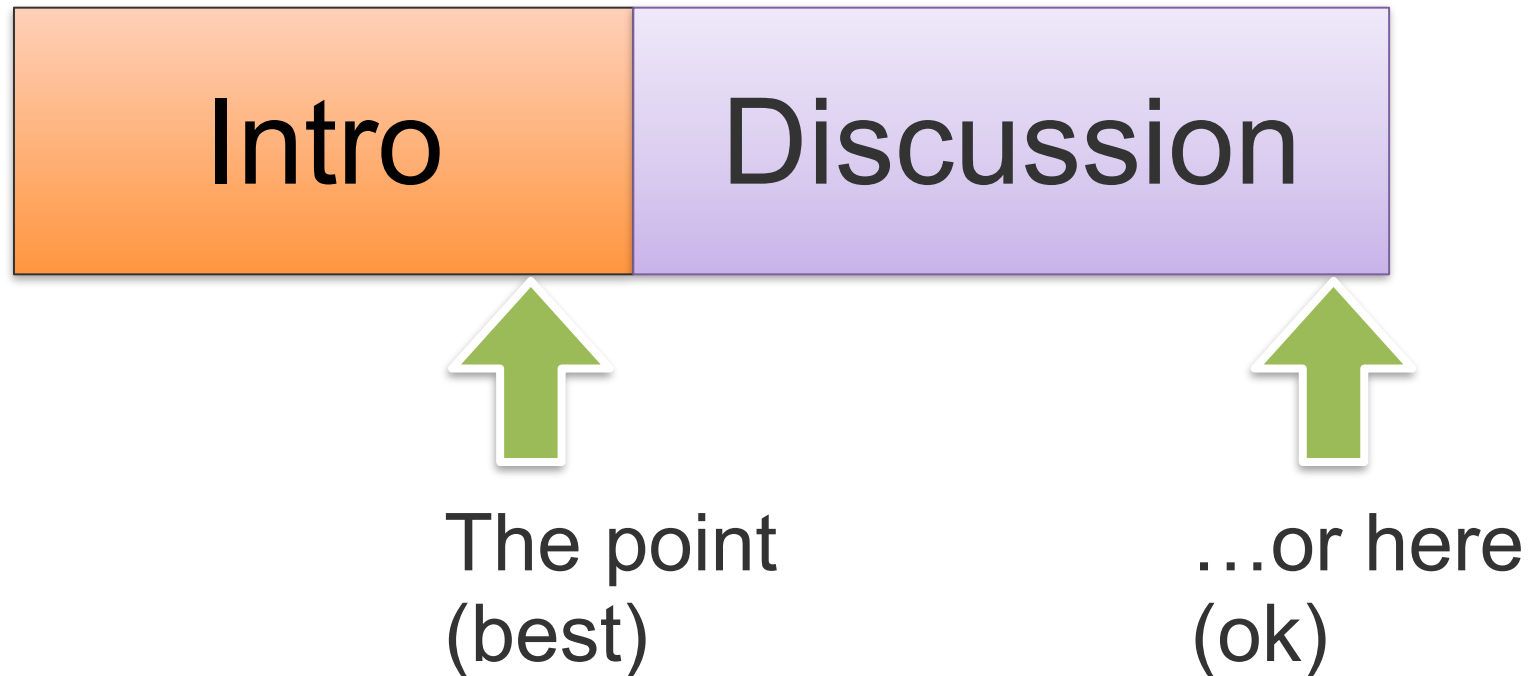 Intro
Discussion
The point
(best)
…or here
(ok)